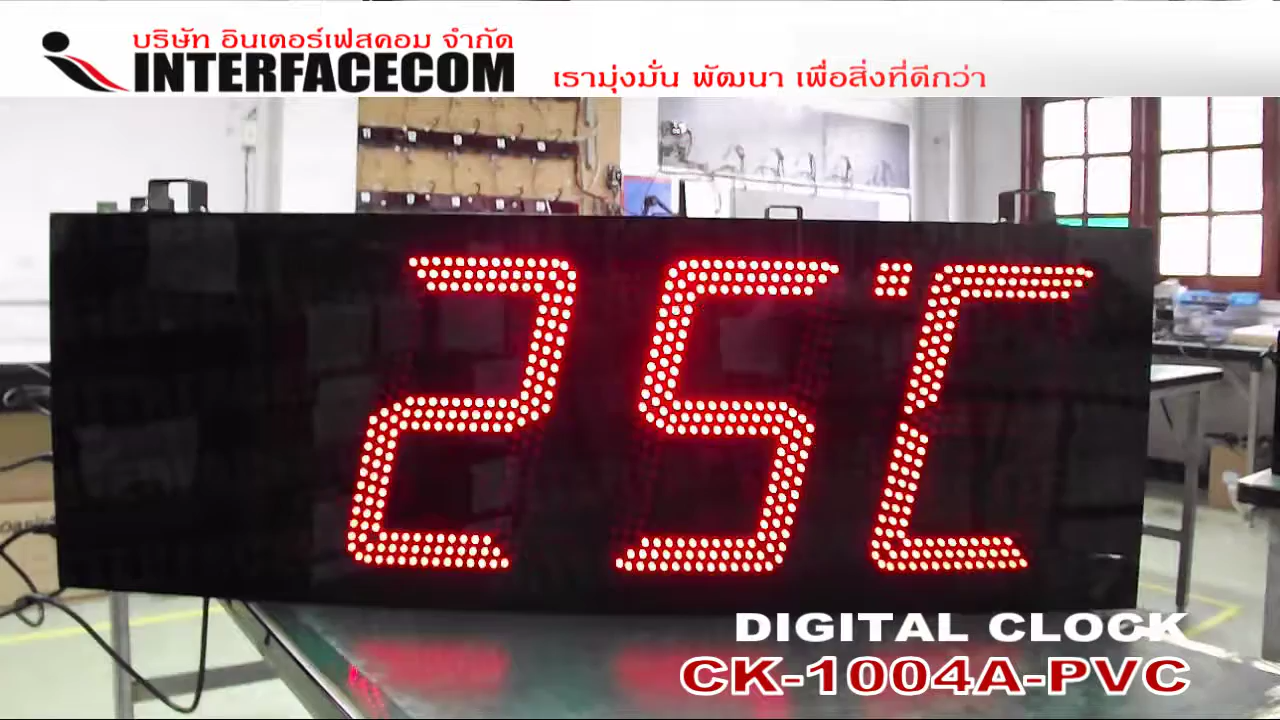 บริษัท อินเตอร์เฟสคอม จำกัด
INTERFACECOM
เรามุ่งมั่น พัฒนา เพื่อสิ่งที่ดีกว่า
25°C
DIGITAL CLOCK
CK-1004A-PVC